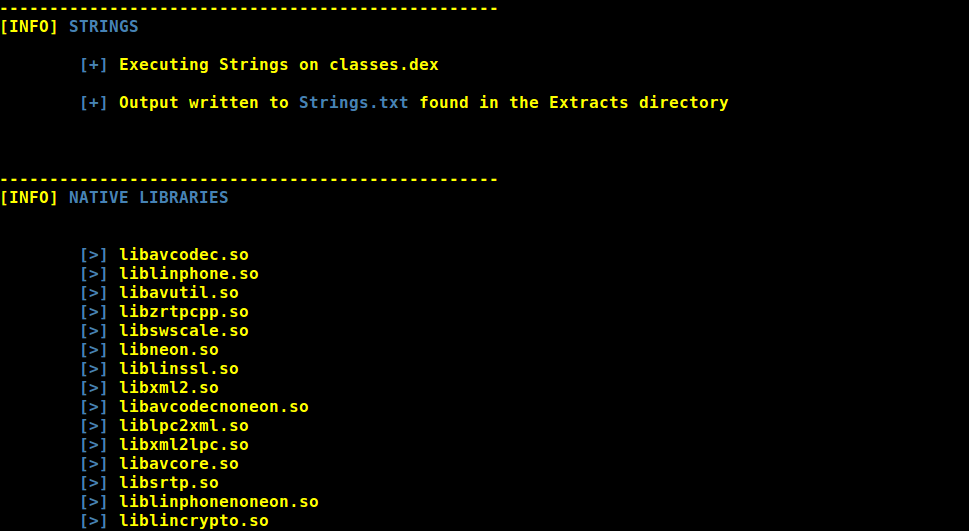 --------------------------------------------------
[INFO] STRINGS
[+] Executing Strings on classes.dex
[+] Output written to Strings.txt found in the Extracts directory
--------------------------------------------------
[INFO] NATIVE LIBRARIES
[>] libavcodec.so
[>] liblinphone.so
[>] libavutil.so
[>] libzrtpcpp.so
[>] libswscale.so
[>] libneon.so
[>] liblinssl.so
[>] libxml2.so
[>] libavcodecnoneon.so
[>] liblpc2xml.so
[>] libxml2lpc.so
[>] libavcore.so
[>] libsrtp.so
[>] liblinphonenoneon.so
[>] liblincrypto.so